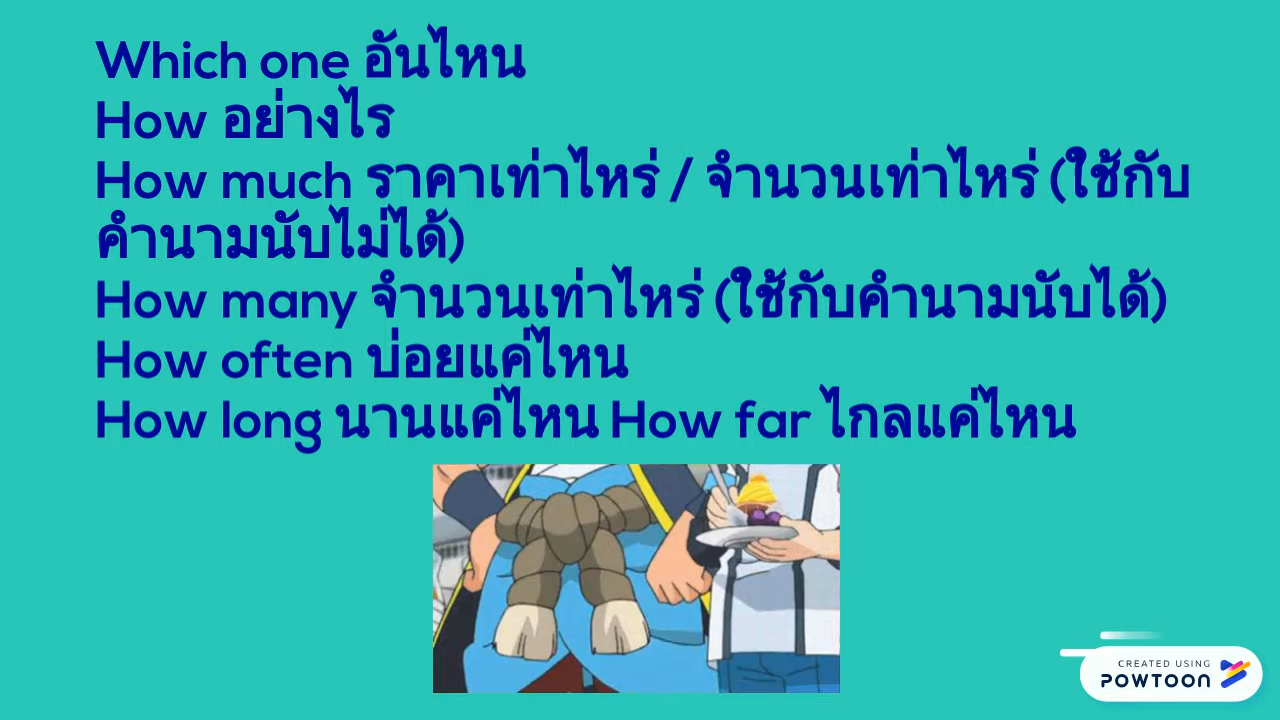 Which one อันไหน
How อย่างไร
How much ราคาเท่าไหร่ / จำนวนเท่าไหร่ (ใช้กับ
คำนามนับไม่ได้)
How many จำนวนเท่าไหร่ (ใช้กับคำนามนับได้)
How often บ่อยแค่ไหน
How long นานแค่ไหน How far ไกลแค่ไหน
CREATED USING
POWTOON